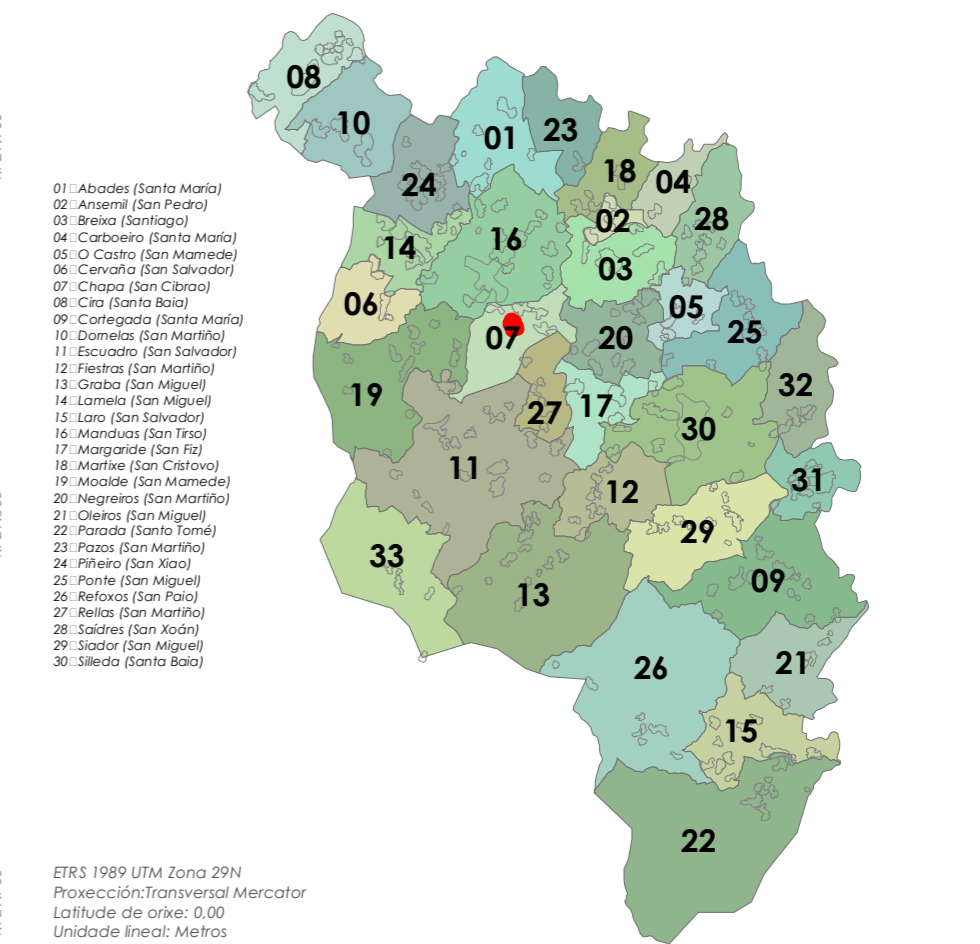 08
10
01
23
18
04
24
02
28
16
14
03
06
05
07
20
25
19
27
17
32
30
11
12
31
29
33
13
09
26
21
15
22
01 Abades (Santa María)
02 Ansemil (San Pedro)
03 Breixa (Santiago)
04 Carboeiro (Santa María)
05 O Castro (San Mamede)
06 Cervaña (San Salvador)
07 Chapa (San Cibrao)
08 Cira (Santa Baia)
09 Cortegada (Santa María)
10 Dornelas (San Martiño)
11 Escuadro (San Salvador)
12 Fiestras (San Martiño)
13 Graba (San Miguel)
14 Lamela (San Miguel)
15 Laro (San Salvador)
16 Manduas (San Tirso)
17 Margaride (San Fiz)
18 Martixe (San Cristovo)
19 Moalde (San Mamede)
20 Negreiros (San Martiño)
21 Oleiros (San Miguel)
22 Parada (Santo Tomé)
23 Pazos (San Martiño)
24 Piñeiro (San Xiao)
25 Ponte (San Miguel)
26 Refoxos (San Paio)
27 Rellas (San Martiño)
28 Saídres (San Xoán)
29 Siador (San Miguel)
30 Silleda (Santa Baia)
ETRS 1989 UTM Zona 29N
Proxección:Transversal Mercator
Latitude de orixe: 0,00
Unidade lineal: Metros